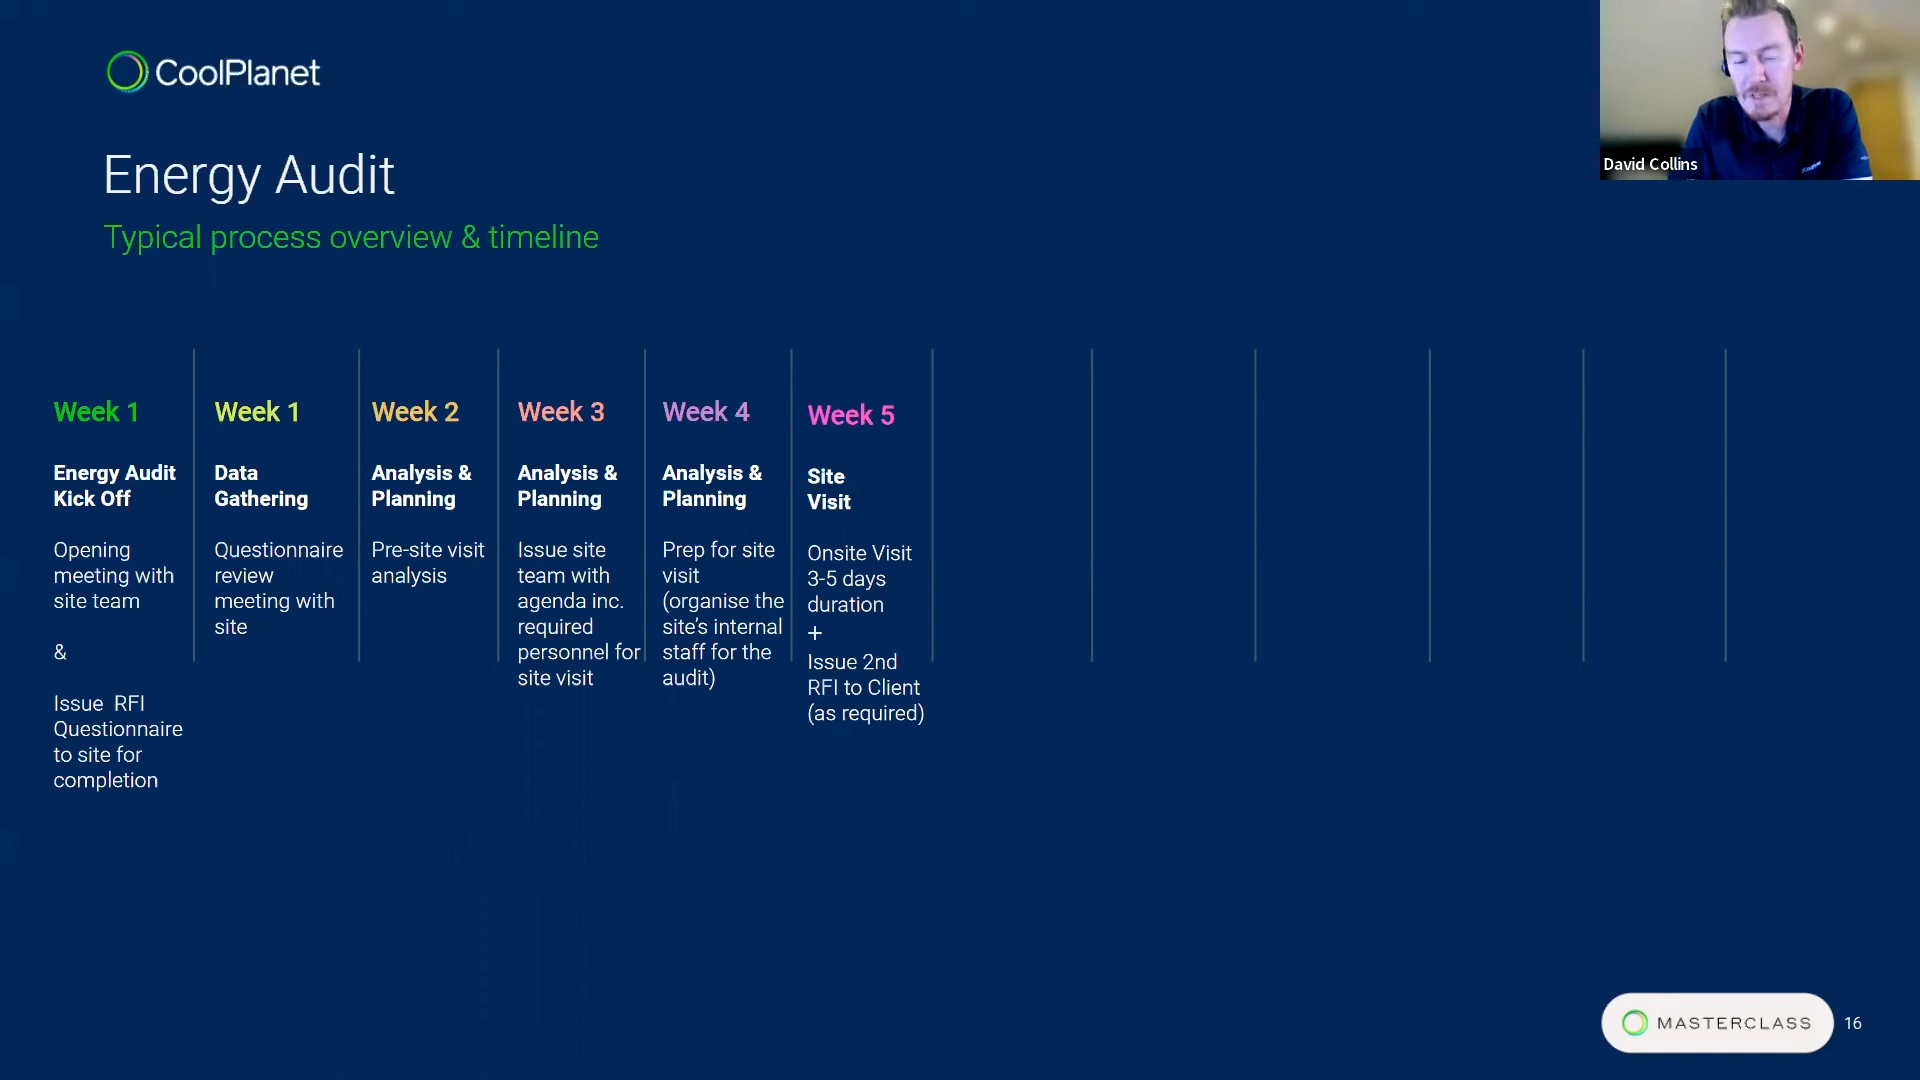 CoolPlanet
David Collins
Energy Audit
Typical process overview & timeline
Week 1
Energy Audit
Kick Off
Opening
meeting with
site team
&
Issue RFI
Questionnaire
to site for
completion
Week 1
Data
Gathering
Questionnaire
review
meeting with
site
Week 2
Analysis &
Planning
Pre-site visit
analysis
Week 3
Analysis &
Planning
Issue site
team with
agenda inc.
required
personnel for
site visit
Week 4
Analysis &
Planning
Prep for site
visit
(organise the
site's internal
staff for the
audit)
Week 5
Site
Visit
Onsite Visit
3-5 days
duration
+
Issue 2nd
RFI to Client
(as required)
MASTERCLASS
16